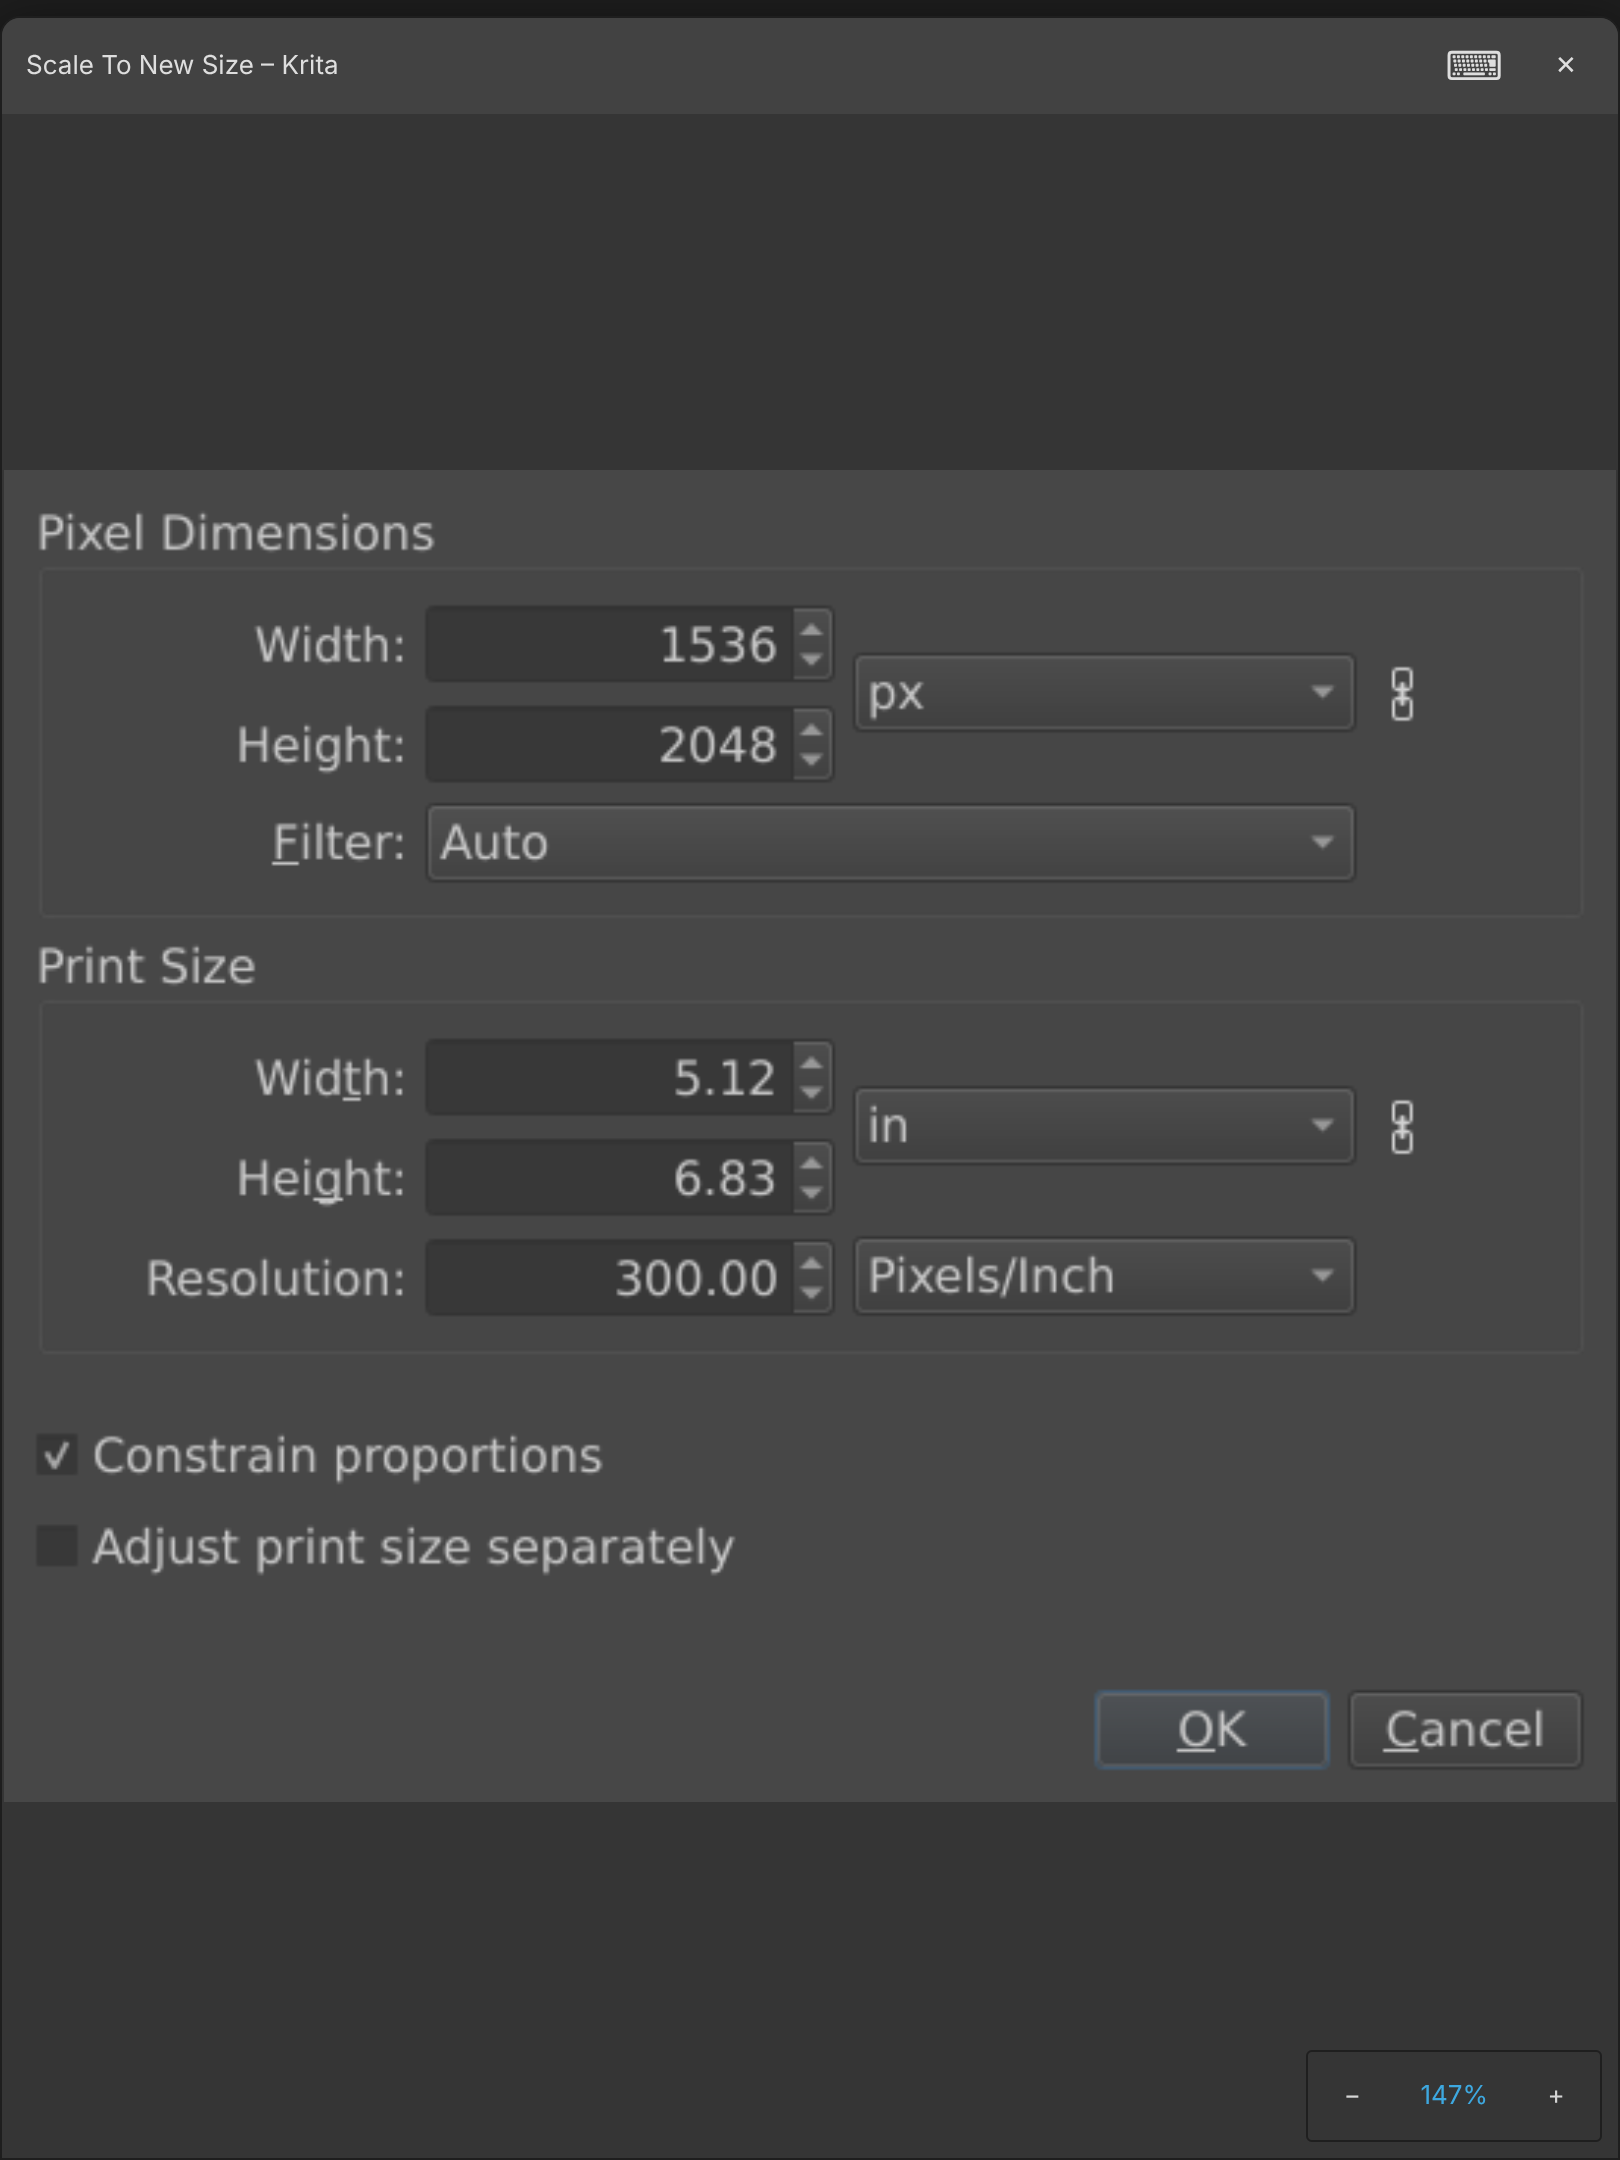 Scale To New Size – Krita
Pixel Dimensions
Width: 1536
px
Height: 2048
Filter: Auto
Print Size
Width: 5.12
in
Height: 6.83
Resolution: 300.00 Pixels/Inch
Constrain proportions
Adjust print size separately
OK Cancel
− 147% +